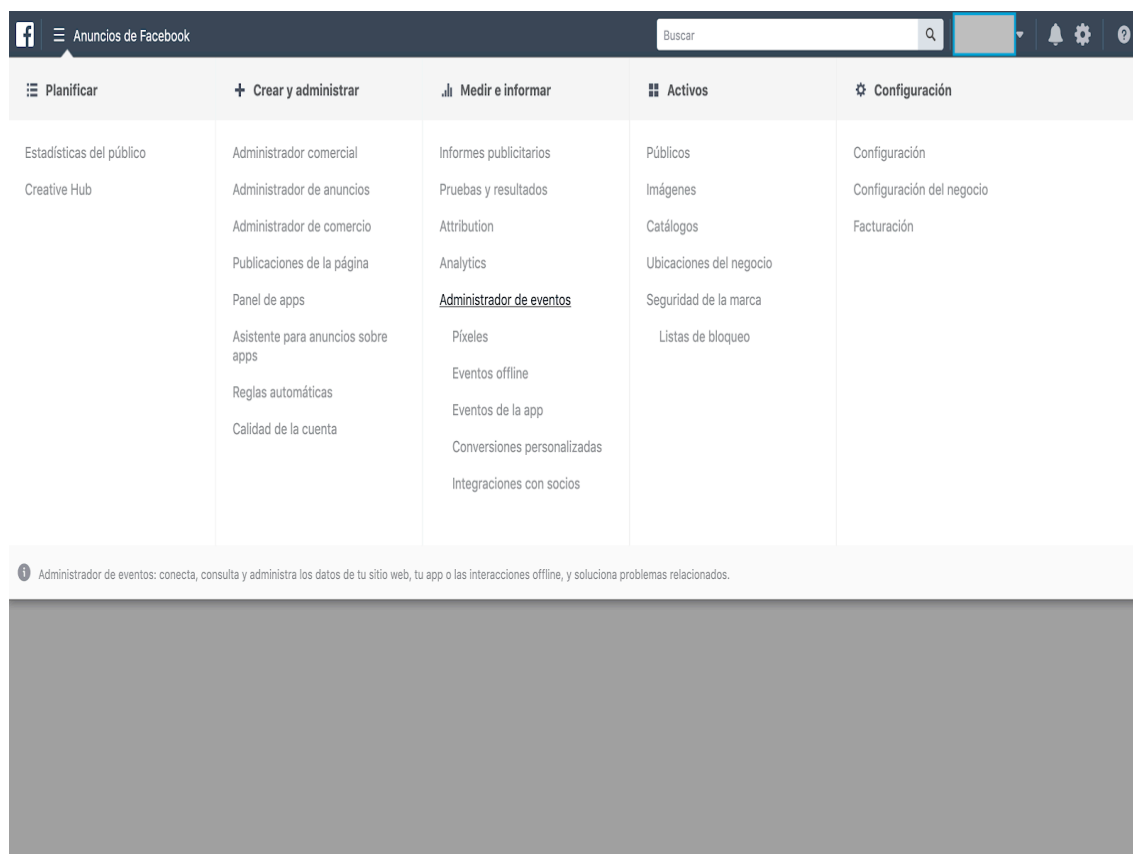 Anuncios de Facebook
Buscar
Planificar
Crear y administrar
Medir e informar
Activos
Configuración
Estadísticas del público
Creative Hub
Administrador comercial
Administrador de anuncios
Administrador de comercio
Publicaciones de la página
Panel de apps
Asistente para anuncios sobre
apps
Reglas automáticas
Calidad de la cuenta
Informes publicitarios
Pruebas y resultados
Attribution
Analytics
Administrador de eventos
Píxeles
Eventos offline
Eventos de la app
Conversiones personalizadas
Integraciones con socios
Públicos
Imágenes
Catálogos
Ubicaciones del negocio
Seguridad de la marca
Listas de bloqueo
Configuración
Configuración del negocio
Facturación
Administrador de eventos: conecta, consulta y administra los datos de tu sitio web, tu app o las interacciones offline, y soluciona problemas relacionados.